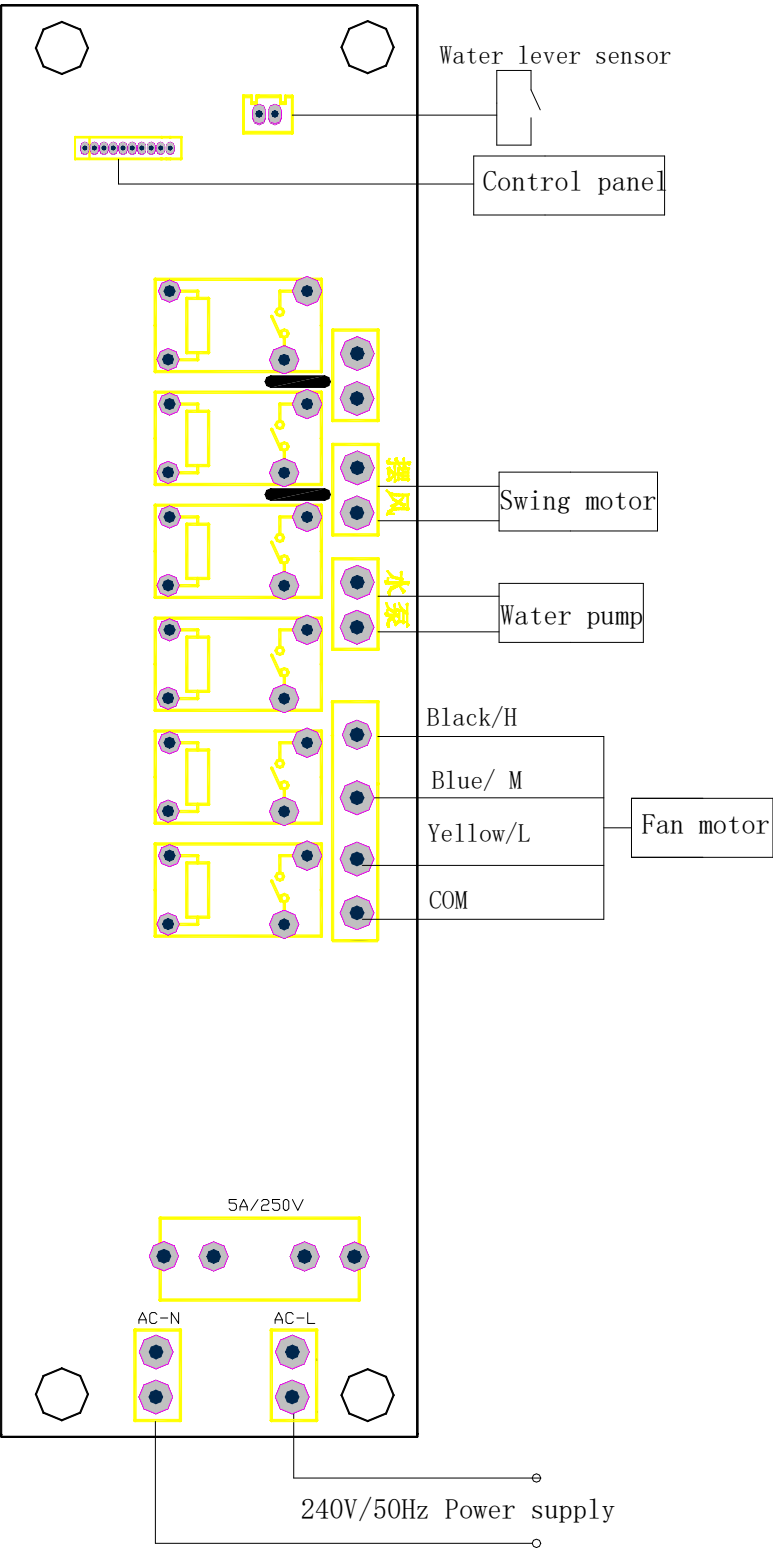 Water lever sensor
Control panel
摆风
Swing motor
水泵
Water pump
Black/H
Blue/ M
Yellow/L
Fan motor
COM
5A/250V
AC-N
AC-L
240V/50Hz Power supply